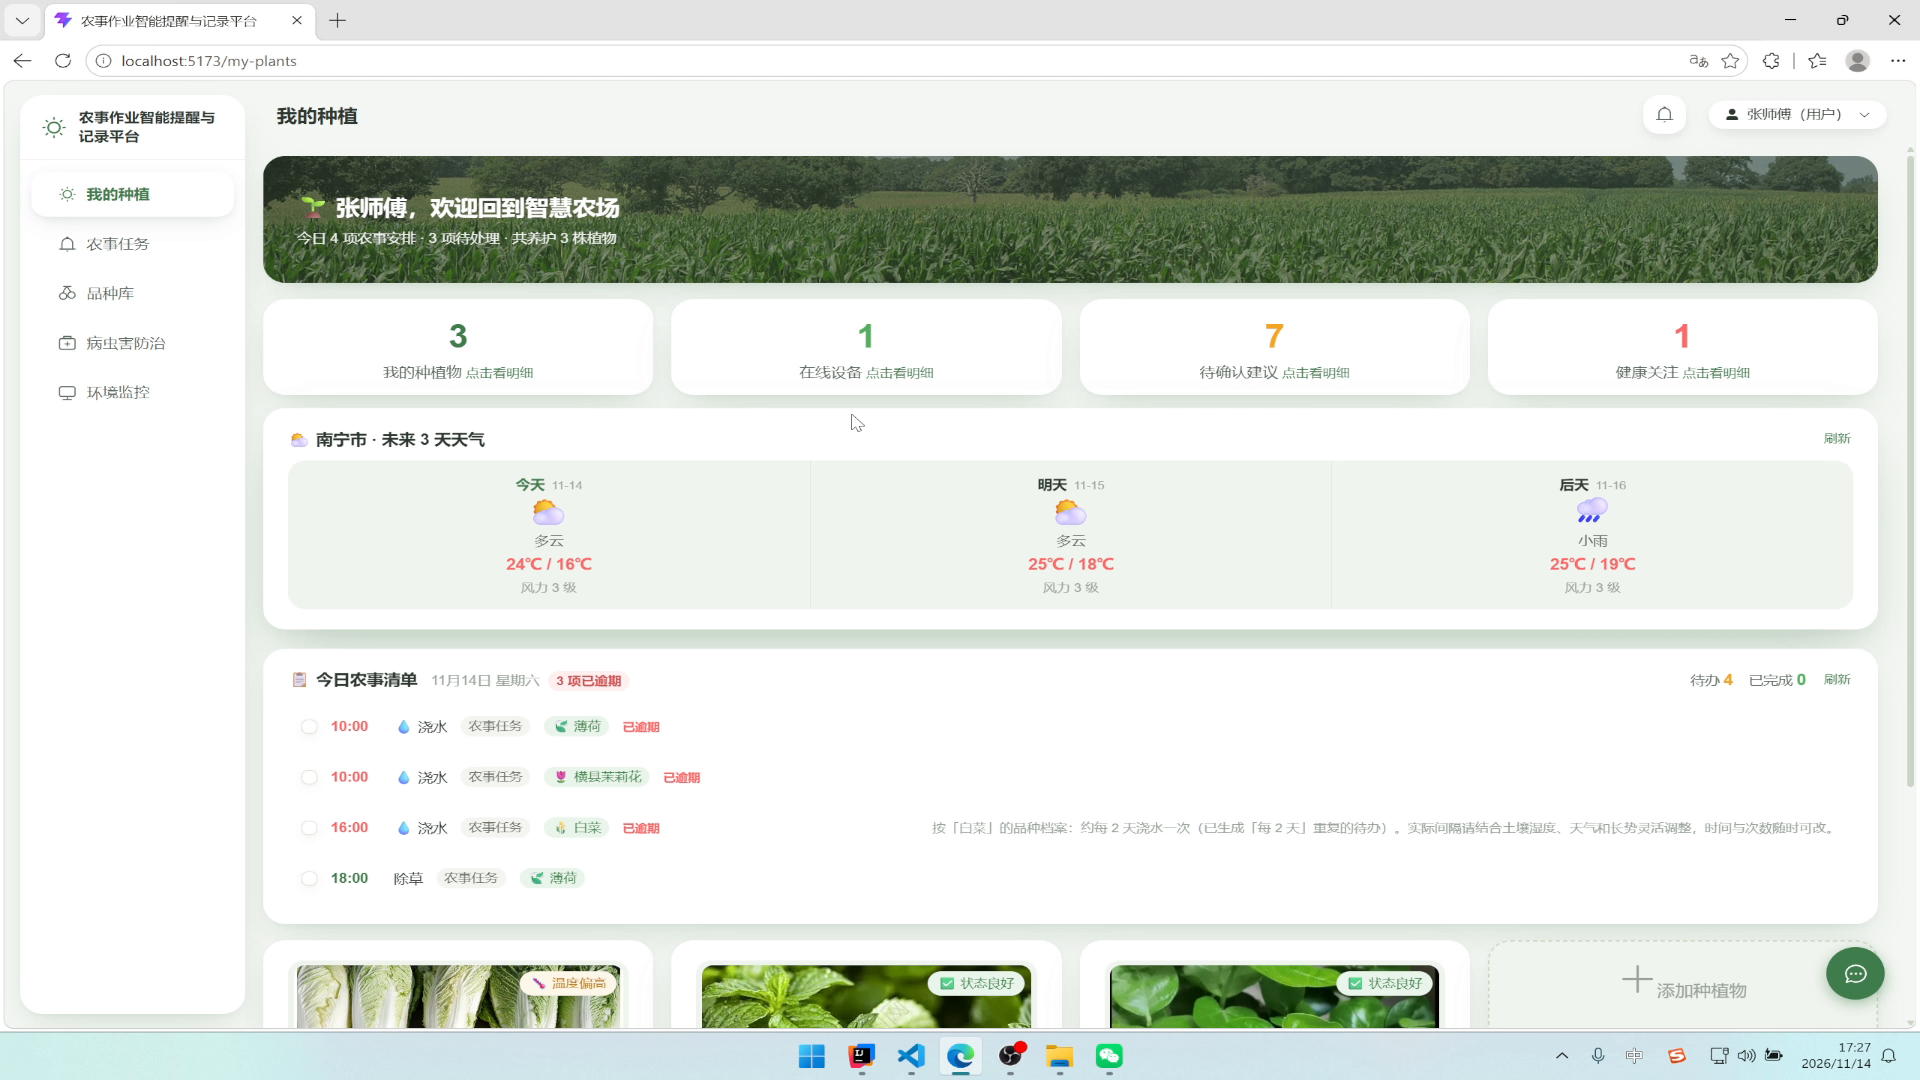 农事作业智能提醒与记录平台
localhost:5173/my-plants
农事作业智能提醒与
记录平台
我的种植
农事任务
品种库
病虫害防治
环境监控
我的种植
张师傅（用户）
张师傅，欢迎回到智慧农场
今日 4 项农事安排 · 3 项待处理 · 共养护 3 株植物
3
我的种植物 点击看明细
1
在线设备 点击看明细
7
待确认建议 点击看明细
1
健康关注 点击看明细
南宁市 · 未来 3 天天气
刷新
今天 11-14
多云
24℃ / 16℃
风力 3 级
明天 11-15
多云
25℃ / 18℃
风力 3 级
后天 11-16
小雨
25℃ / 19℃
风力 3 级
今日农事清单 11月14日 星期六 3 项已逾期
待办 4 已完成 0 刷新
10:00 浇水 农事任务 薄荷 已逾期
10:00 浇水 农事任务 横县茉莉花 已逾期
16:00 浇水 农事任务 白菜 已逾期 按「白菜」的品种档案：约每 2 天浇水一次（已生成「每 2 天」重复的待办）。实际间隔请结合土壤湿度、天气和长势灵活调整，时间与次数随时可改。
18:00 除草 农事任务 薄荷
温度偏高
状态良好
状态良好
添加种植物
中
17:27
2026/11/14